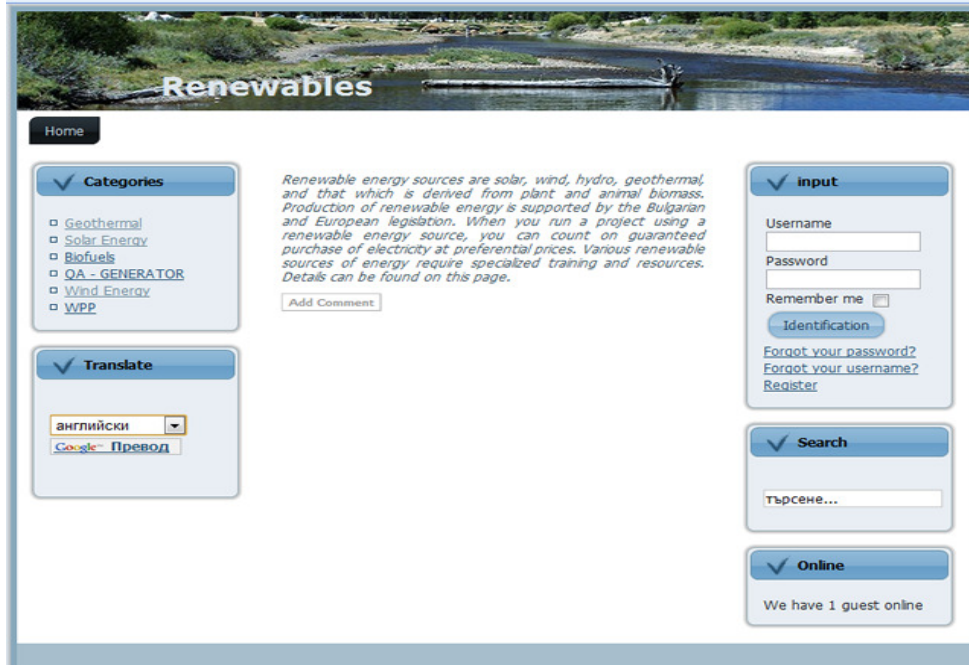 Renewables
Home
Categories
Geothermal
Solar Energy
Biofuels
QA - GENERATOR
Wind Energy
WPP
Translate
английски
Google™ Превод
Renewable energy sources are solar, wind, hydro, geothermal,
and that which is derived from plant and animal biomass.
Production of renewable energy is supported by the Bulgarian
and European legislation. When you run a project using a
renewable energy source, you can count on guaranteed
purchase of electricity at preferential prices. Various renewable
sources of energy require specialized training and resources.
Details can be found on this page.
Add Comment
input
Username
Password
Remember me
Identification
Forgot your password?
Forgot your username?
Register
Search
търсене...
Online
We have 1 guest online